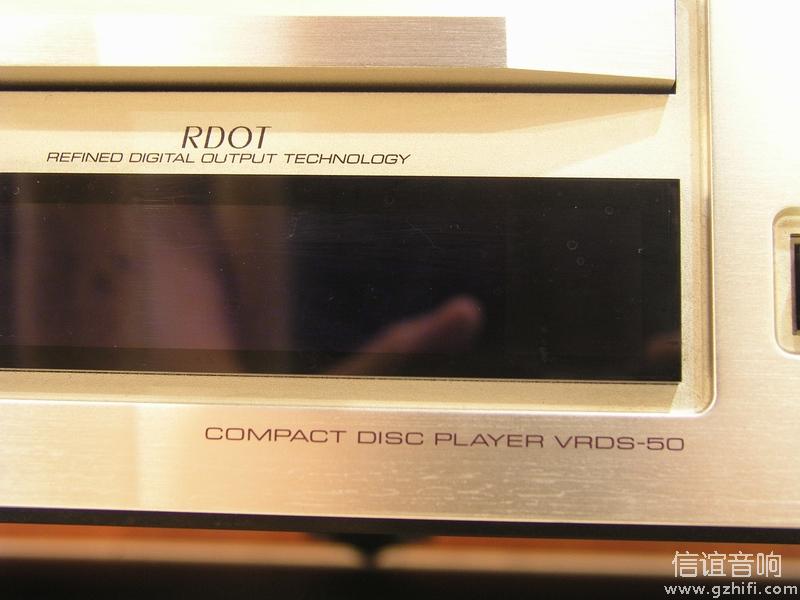 RDOT
REFINED DIGITAL OUTPUT TECHNOLOGY
COMPACT DISC PLAYER VRDS-50
信谊音响
www.gzhifi.com